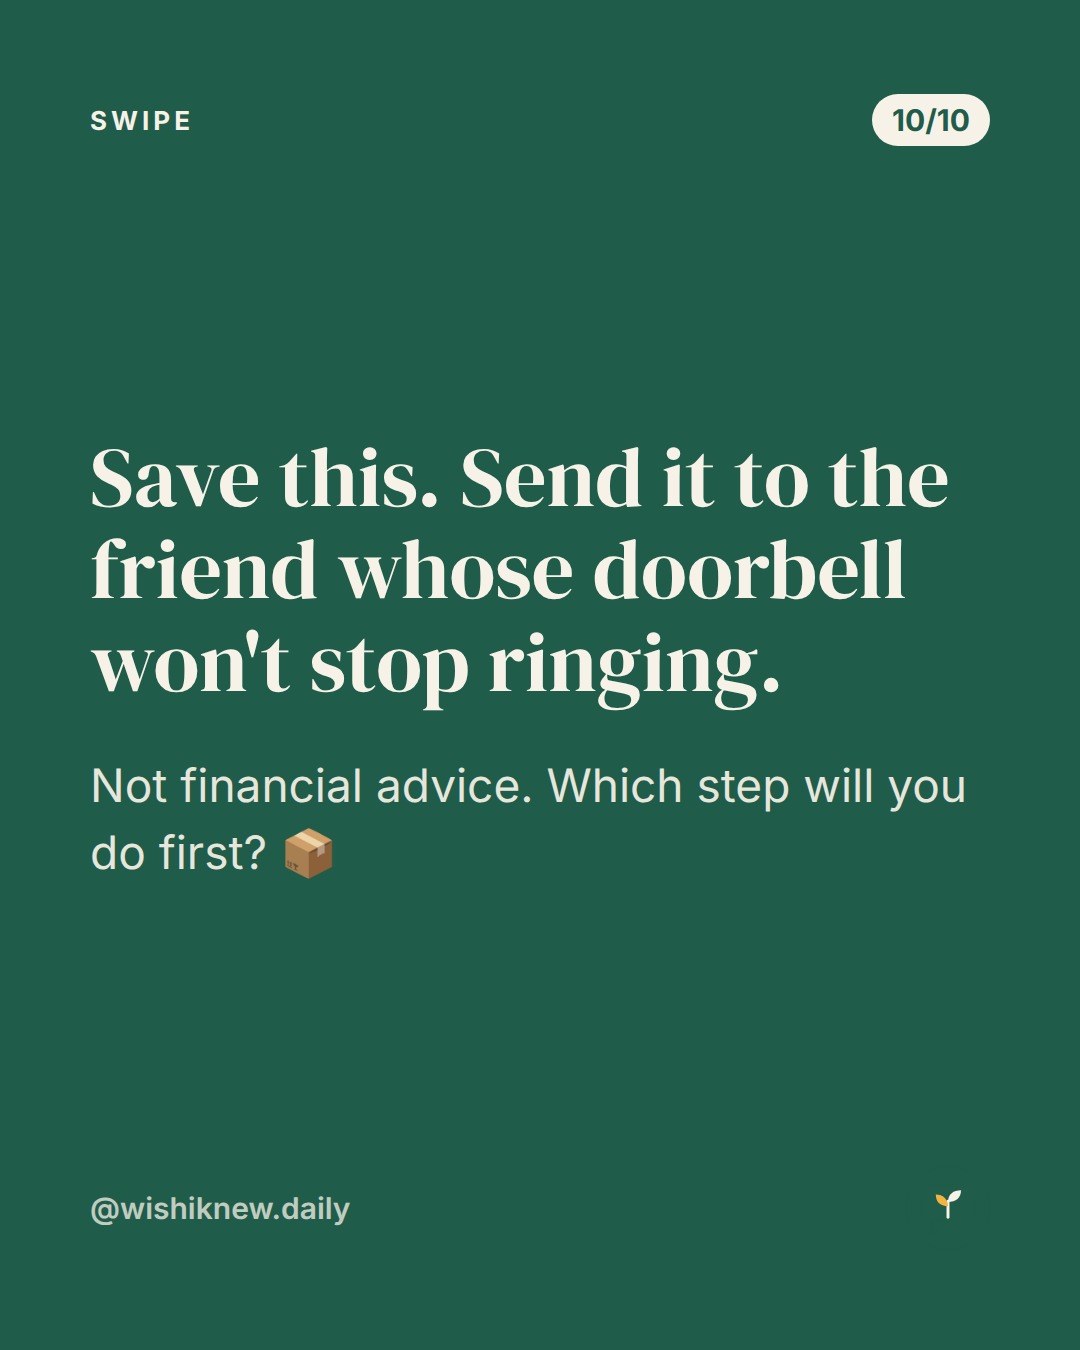 SWIPE
10/10
Save this. Send it to the
friend whose doorbell
won't stop ringing.
Not financial advice. Which step will you
do first? 📦
@wishiknew.daily